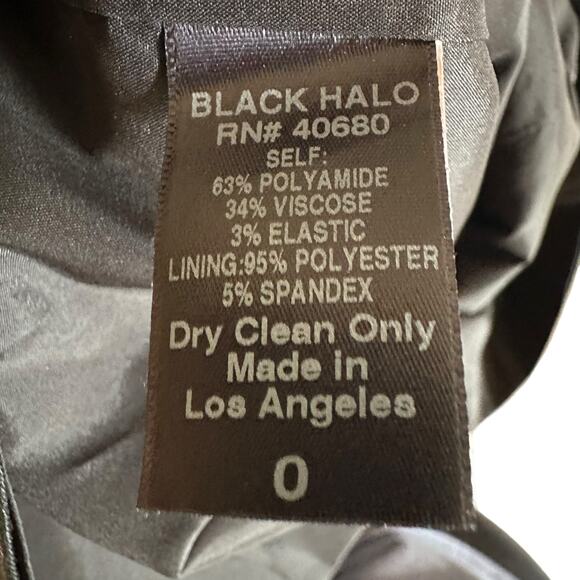 BLACK HALO
RN# 40680
SELF:
63% POLYAMIDE
34% VISCOSE
3% ELASTIC
LINING:95% POLYESTER
5% SPANDEX
Dry Clean Only
Made in
Los Angeles
0